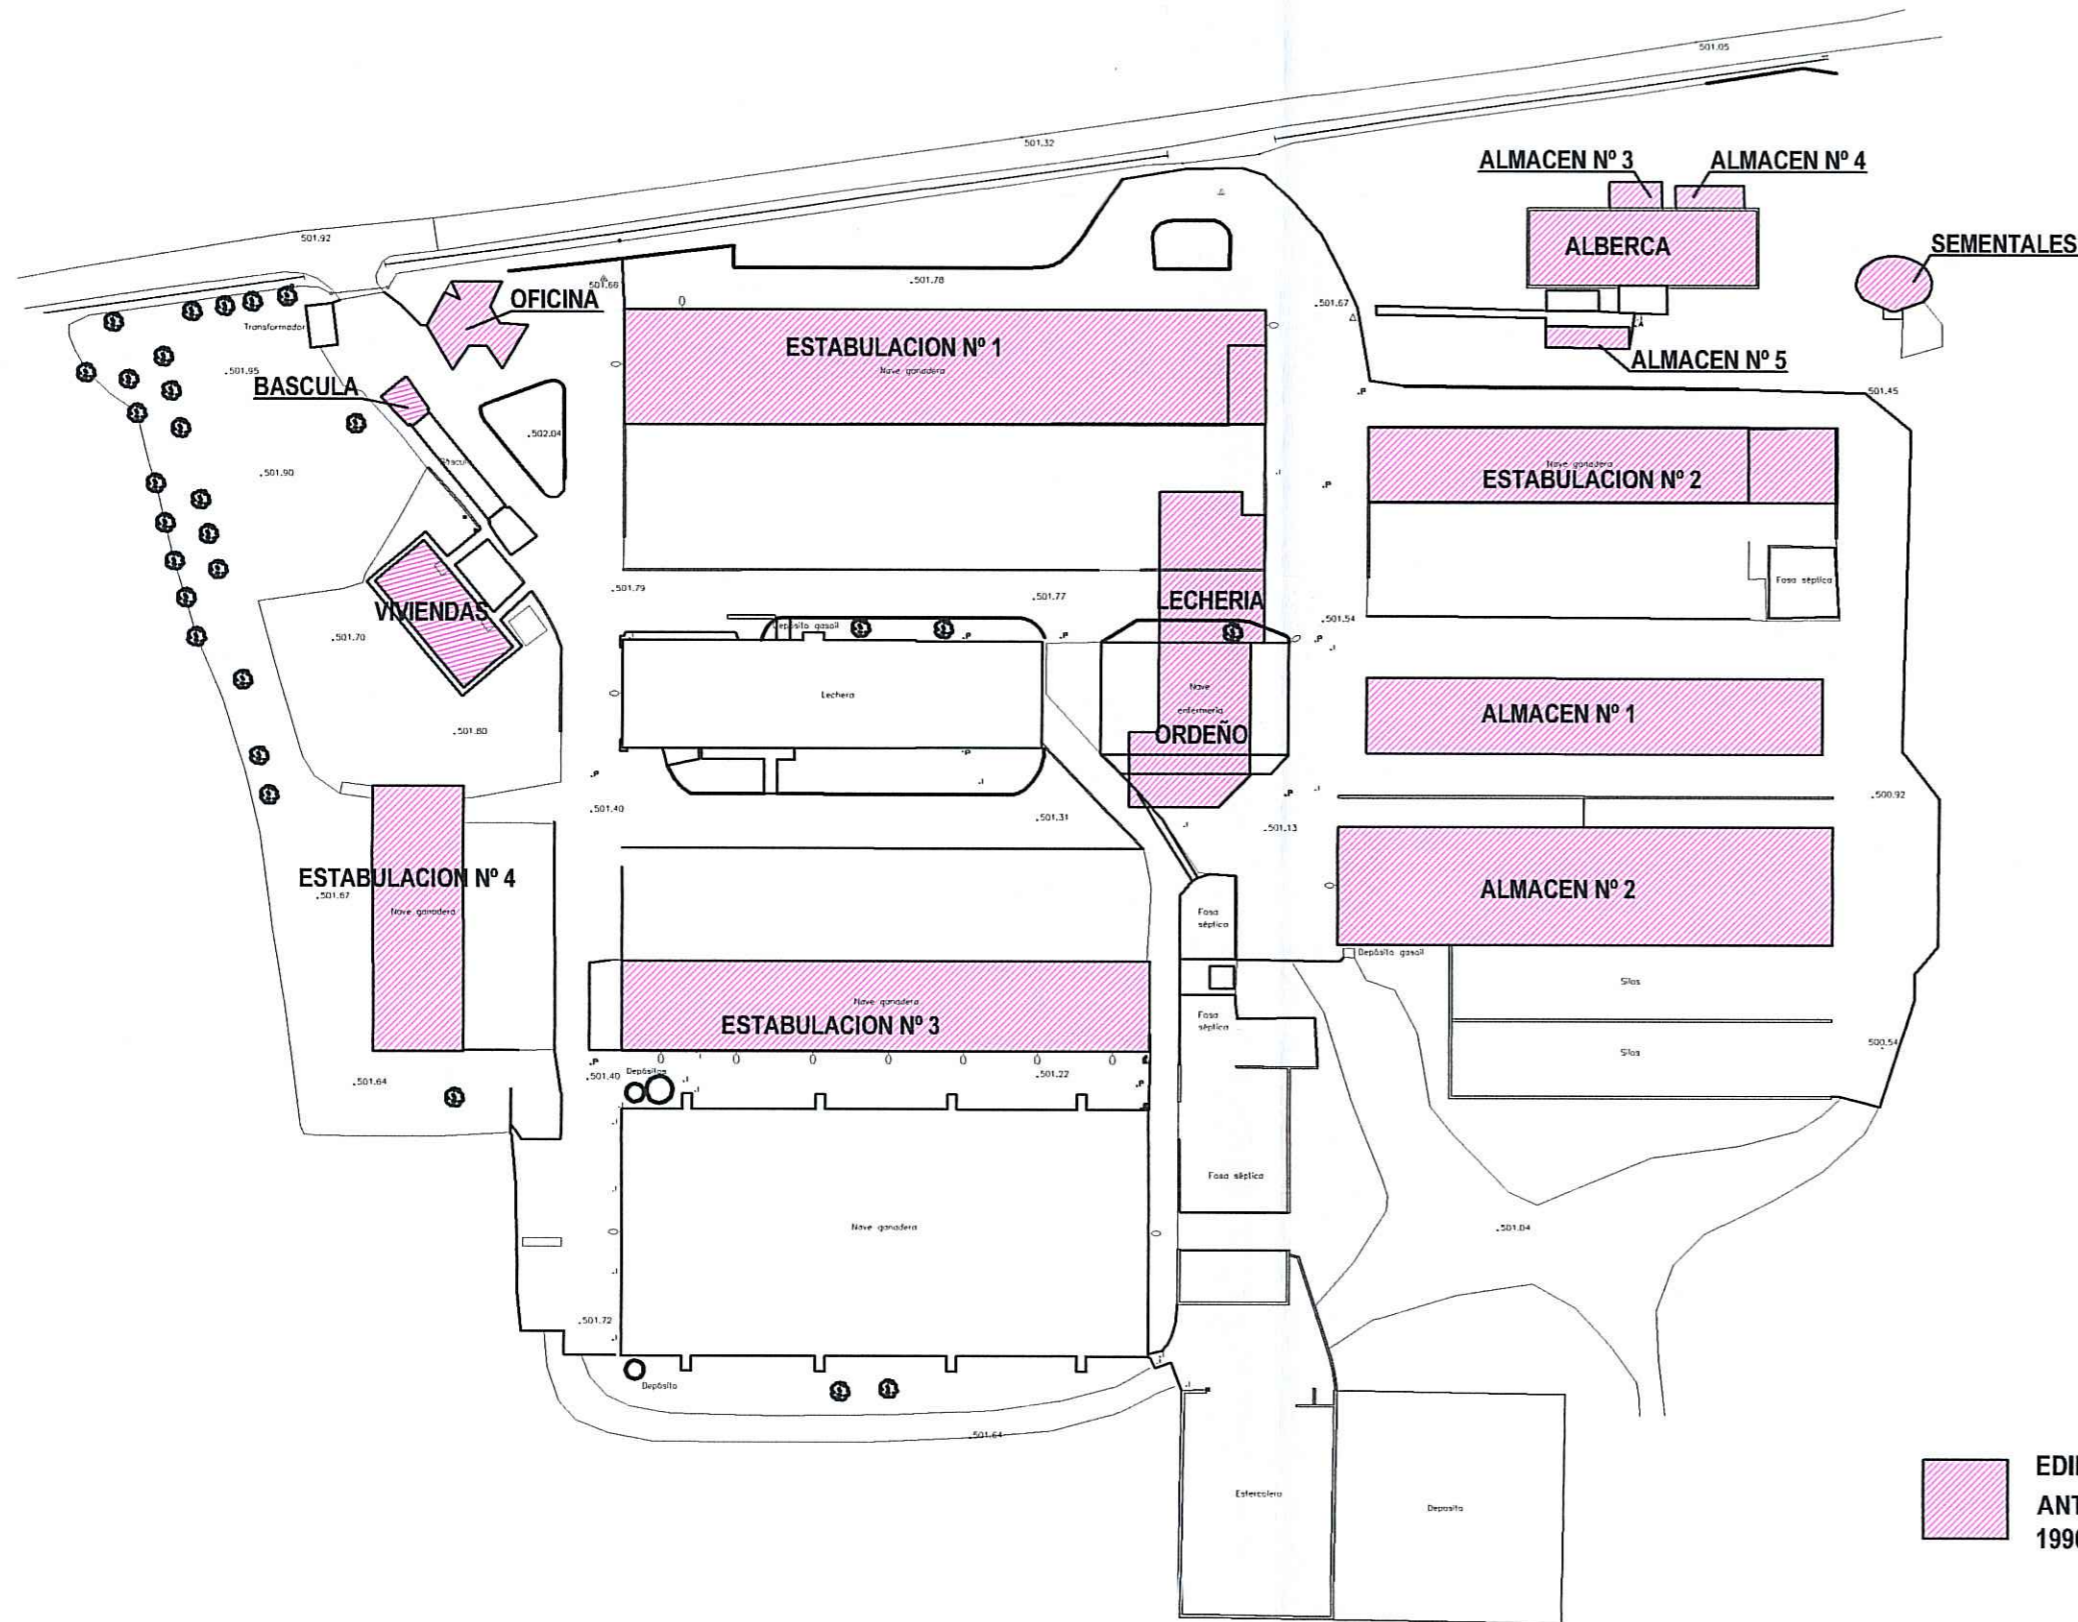 501.05
501.32
ALMACEN Nº 3
ALMACEN Nº 4
501.92
ALBERCA
SEMENTALES
.501.78
501.68
OFICINA
.501.67
Transformador
ESTABULACION Nº 1
Nave ganadera
ALMACEN Nº 5
.501.95
BASCULA
.501.45
.502.04
.501.90
Nave ganadera
ESTABULACION Nº 2
Fosa séptica
.501.79
.501.77
LECHERIA
VIVIENDAS
.501.70
Depósito gasoil
.501.54
Lechera
Nave
enfermería
ORDEÑO
ALMACEN Nº 1
.501.80
.501.40
.501.31
.501.13
.500.92
ESTABULACION Nº 4
.501.67
Nave ganadera
ALMACEN Nº 2
Fosa
séptica
Depósito gasoil
Silos
Nave ganadera
ESTABULACION Nº 3
Fosa
séptica
Silos
500.54
.501.64
.501.40
Depósitos
.501.22
Fosa séptica
Nave ganadera
.501.04
.501.72
Depósito
.501.64
Estercolero
Deposito
EDI
ANT
199